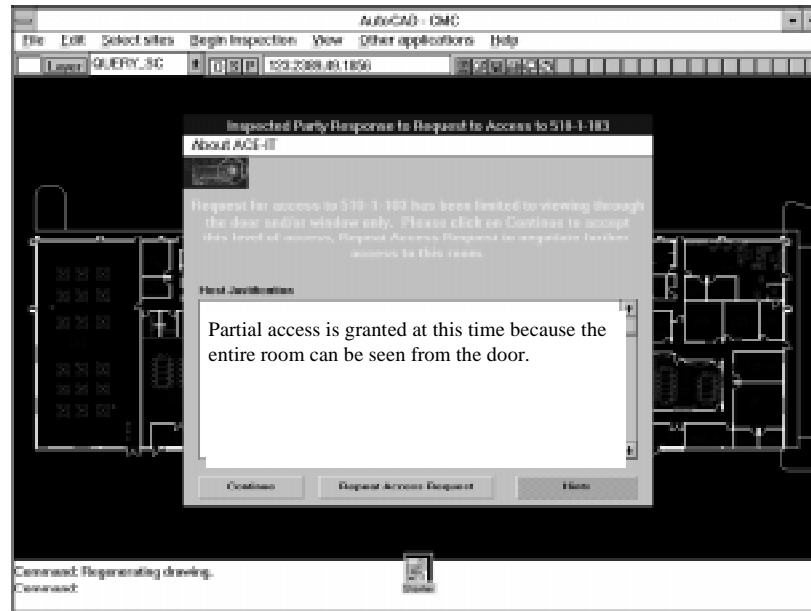 AutoCAD - CMC
File Edit Select sites Begin Inspection View Other applications Help
Layer QUERY_SC
Inspected Party Response to Request to Access to 510-1-103
About ACE-IT
Request for access to 510-1-103 has been limited to viewing through
the door and/or window only. Please click on Continue to accept
this level of access, Repeat Access Request to negotiate further
access to this room.
Host Justification
Partial access is granted at this time because the
entire room can be seen from the door.
Continue Repeat Access Request Hints
Command: Regenerating drawing.
Command: